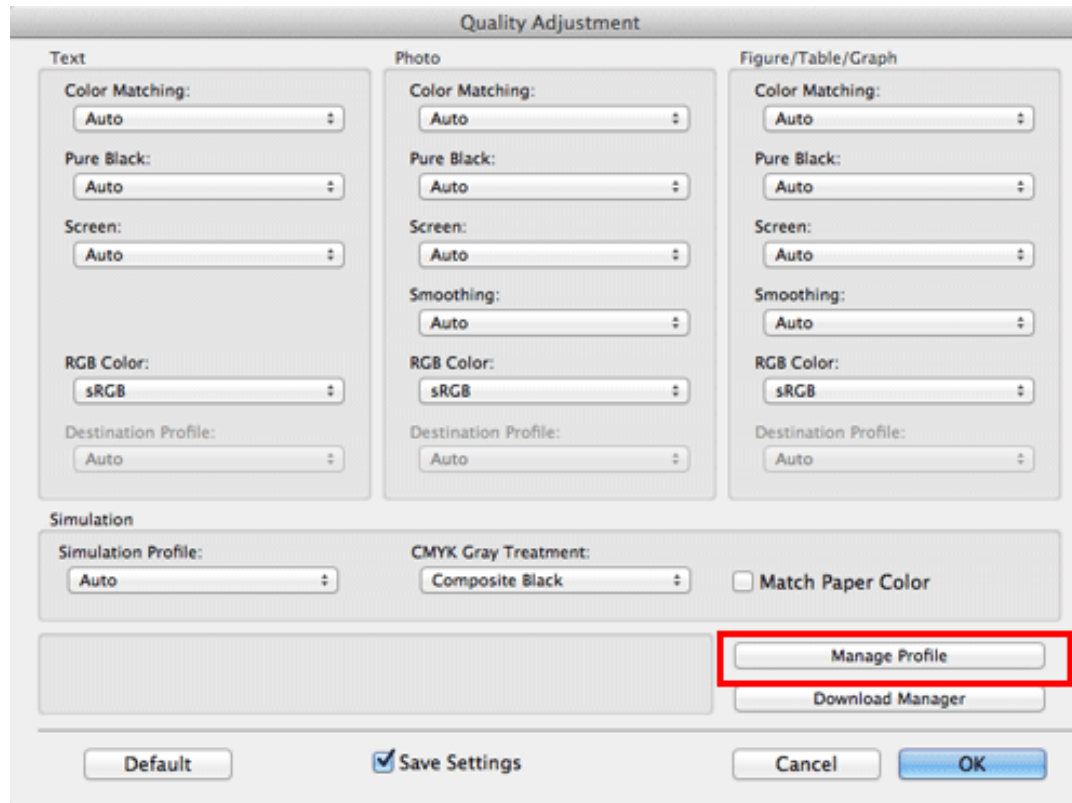 Quality Adjustment
Text
Photo
Figure/Table/Graph
Color Matching:
Color Matching:
Color Matching:
Auto
Auto
Auto
Pure Black:
Pure Black:
Pure Black:
Auto
Auto
Auto
Screen:
Screen:
Screen:
Auto
Auto
Auto
Smoothing:
Smoothing:
Auto
Auto
RGB Color:
RGB Color:
RGB Color:
sRGB
sRGB
sRGB
Destination Profile:
Destination Profile:
Destination Profile:
Auto
Auto
Auto
Simulation
Simulation Profile:
CMYK Gray Treatment:
Auto
Composite Black
Match Paper Color
Manage Profile
Download Manager
Default
Save Settings
Cancel
OK